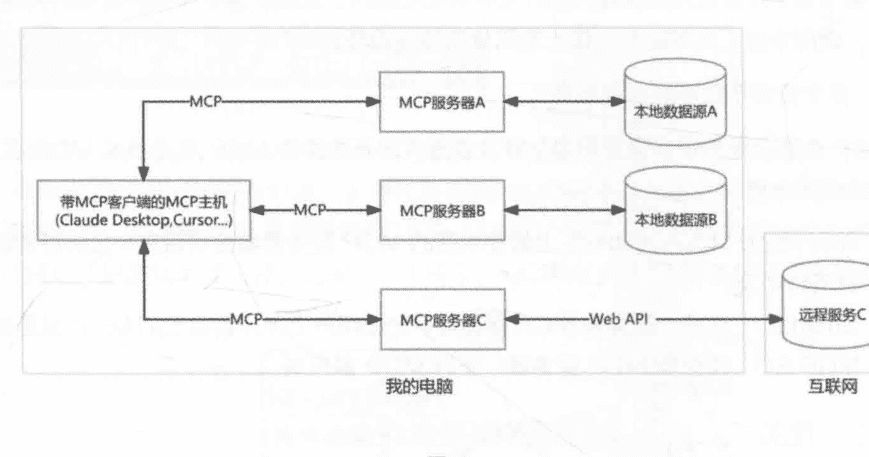 MCP
MCP服务器A
本地数据源A
带MCP客户端的MCP主机
(Claude Desktop,Cursor...)
MCP
MCP服务器B
本地数据源B
MCP
MCP服务器C
Web API
远程服务C
我的电脑
互联网